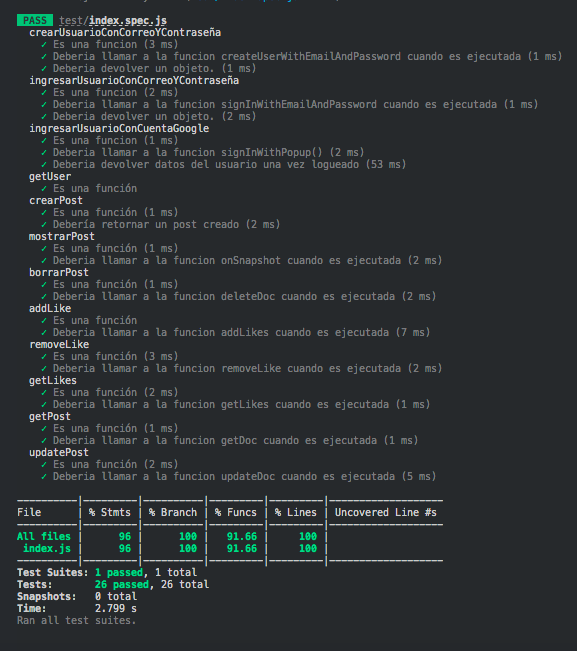 PASS test/index.spec.js
crearUsuarioConCorreoYContraseña
✓ Es una funcion (3 ms)
✓ Deberia llamar a la funcion createUserWithEmailAndPassword cuando es ejecutada (1 ms)
✓ Deberia devolver un objeto. (1 ms)
ingresarUsuarioConCorreoYContraseña
✓ Es una funcion (2 ms)
✓ Deberia llamar a la funcion signInWithEmailAndPassword cuando es ejecutada (1 ms)
✓ Deberia devolver un objeto. (2 ms)
ingresarUsuarioConCuentaGoogle
✓ Es una funcion (1 ms)
✓ Deberia llamar a la funcion signInWithPopup() (2 ms)
✓ Deberia devolver datos del usuario una vez logueado (53 ms)
getUser
✓ Es una función
crearPost
✓ Es una función (1 ms)
✓ Debería retornar un post creado (2 ms)
mostrarPost
✓ Es una función (1 ms)
✓ Deberia llamar a la funcion onSnapshot cuando es ejecutada (2 ms)
borrarPost
✓ Es una función (1 ms)
✓ Deberia llamar a la funcion deleteDoc cuando es ejecutada (2 ms)
addLike
✓ Es una función
✓ Deberia llamar a la funcion addLikes cuando es ejecutada (7 ms)
removeLike
✓ Es una función (3 ms)
✓ Deberia llamar a la funcion removeLike cuando es ejecutada (2 ms)
getLikes
✓ Es una función (2 ms)
✓ Deberia llamar a la funcion getLikes cuando es ejecutada (1 ms)
getPost
✓ Es una función (1 ms)
✓ Deberia llamar a la funcion getDoc cuando es ejecutada (1 ms)
updatePost
✓ Es una función (2 ms)
✓ Deberia llamar a la funcion updateDoc cuando es ejecutada (5 ms)
----------|---------|----------|---------|---------|-------------------
File | % Stmts | % Branch | % Funcs | % Lines | Uncovered Line #s
----------|---------|----------|---------|---------|-------------------
All files | 96 | 100 | 91.66 | 100 |
index.js | 96 | 100 | 91.66 | 100 |
----------|---------|----------|---------|---------|-------------------
Test Suites: 1 passed, 1 total
Tests: 26 passed, 26 total
Snapshots: 0 total
Time: 2.799 s
Ran all test suites.